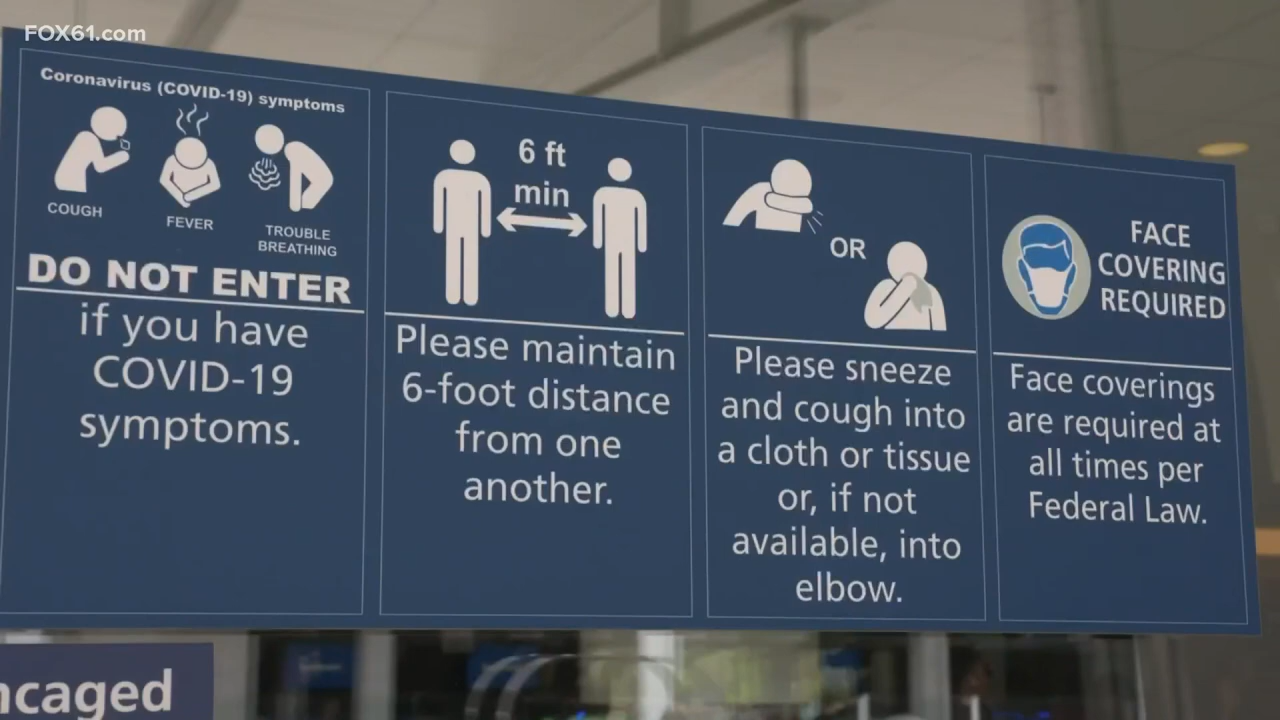 FOX61.com
Coronavirus (COVID-19) symptoms
COUGH
FEVER
TROUBLE
BREATHING
DO NOT ENTER
if you have
COVID-19
symptoms.
6 ft
min
Please maintain
6-foot distance
from one
another.
OR
Please sneeze
and cough into
a cloth or tissue
or, if not
available, into
elbow.
FACE
COVERING
REQUIRED
Face coverings
are required at
all times per
Federal Law.
ncaged